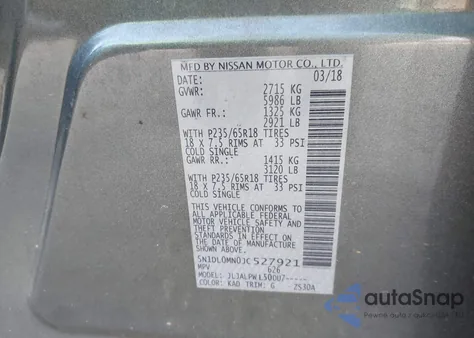 MFD BY NISSAN MOTOR CO., LTD.
DATE: 03/18
GVWR: 2715 KG
5986 LB
GAWR FR.: 1325 KG
2921 LB
WITH P235/65R18 TIRES
18 X 7.5 RIMS AT 33 PSI
COLD SINGLE
GAWR RR.: 1415 KG
3120 LB
WITH P235/65R18 TIRES
18 X 7.5 RIMS AT 33 PSI
COLD SINGLE
THIS VEHICLE CONFORMS TO
ALL APPLICABLE FEDERAL
MOTOR VEHICLE SAFETY
STANDARDS IN EFFECT ON
THE DATE OF MANUFACTURE
SHOWN ABOVE.
5N1DL0MN0JC527921
MPV 626
MODEL:
COLOR: KAD TRIM: G 2530A
autoSnap